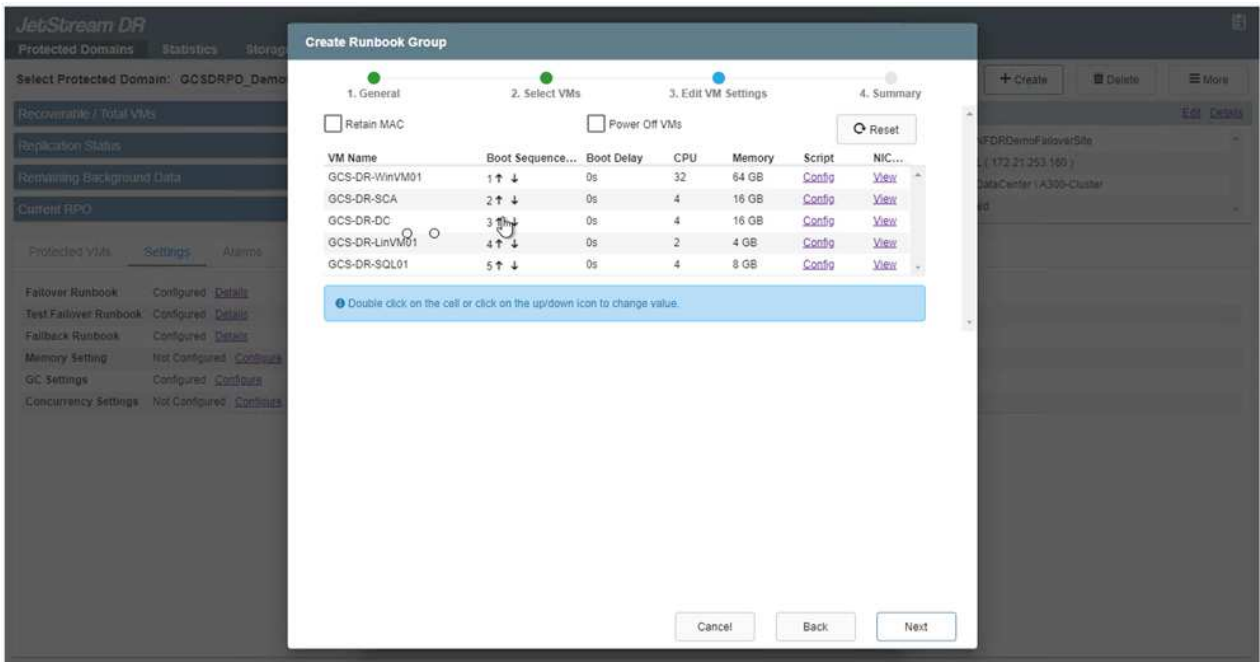 JetStream DR
Protected Domains Statistics
Select Protected Domain: GCSDRPD_Demo
+ Create Delete More
Recoverable / Total VMs
Edit Details
Replication Status
( 172.21.253.160 )
Remaining Background Data
Current RPO
Protected VMs Settings Alarms
Failover Runbook Configured Details
Test Failover Runbook Configured Details
Failback Runbook Configured Details
Memory Setting Not Configured Configure
GC Settings Configured Configure
Concurrency Settings Not Configured Configure
Create Runbook Group
1. General 2. Select VMs 3. Edit VM Settings 4. Summary
Retain MAC Power Off VMs Reset
VM Name Boot Sequence... Boot Delay CPU Memory Script NIC...
GCS-DR-WinVM01 1 0s 32 64 GB Config View
GCS-DR-SCA 2 0s 4 16 GB Config View
GCS-DR-DC 3 0s 4 16 GB Config View
GCS-DR-LinVM01 4 0s 2 4 GB Config View
GCS-DR-SQL01 5 0s 4 8 GB Config View
Double click on the cell or click on the up/down icon to change value.
Cancel Back Next